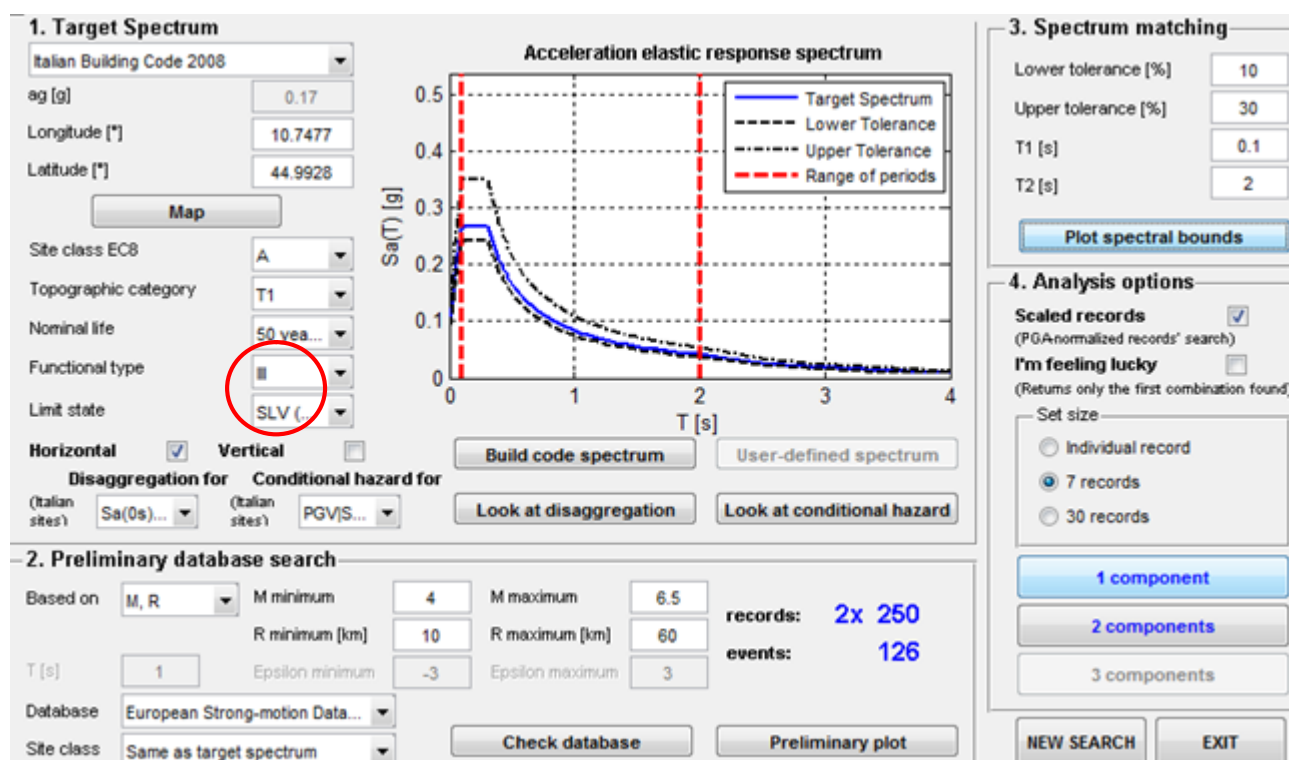 1. Target Spectrum
Italian Building Code 2008
ag [g] 0.17
Longitude [°] 10.7477
Latitude [°] 44.9928
Map
Site class EC8 A
Topographic category T1
Nominal life 50 yea...
Functional type III
Limit state SLV (...
Horizontal Vertical
Disaggregation for Conditional hazard for
(Italian sites) Sa(0s)... (Italian sites) PGV|S...
Acceleration elastic response spectrum
Sa(T) [g]
0.5
0.4
0.3
0.2
0.1
0
0 1 2 3 4
T [s]
Target Spectrum
Lower Tolerance
Upper Tolerance
Range of periods
Build code spectrum User-defined spectrum
Look at disaggregation Look at conditional hazard
2. Preliminary database search
Based on M, R M minimum 4 M maximum 6.5
R minimum [km] 10 R maximum [km] 60
T [s] 1 Epsilon minimum -3 Epsilon maximum 3
records: 2x 250
events: 126
Database European Strong-motion Data...
Site class Same as target spectrum
Check database Preliminary plot
3. Spectrum matching
Lower tolerance [%] 10
Upper tolerance [%] 30
T1 [s] 0.1
T2 [s] 2
Plot spectral bounds
4. Analysis options
Scaled records
(PGA-normalized records' search)
I'm feeling lucky
(Returns only the first combination found)
Set size
Individual record
7 records
30 records
1 component
2 components
3 components
NEW SEARCH EXIT